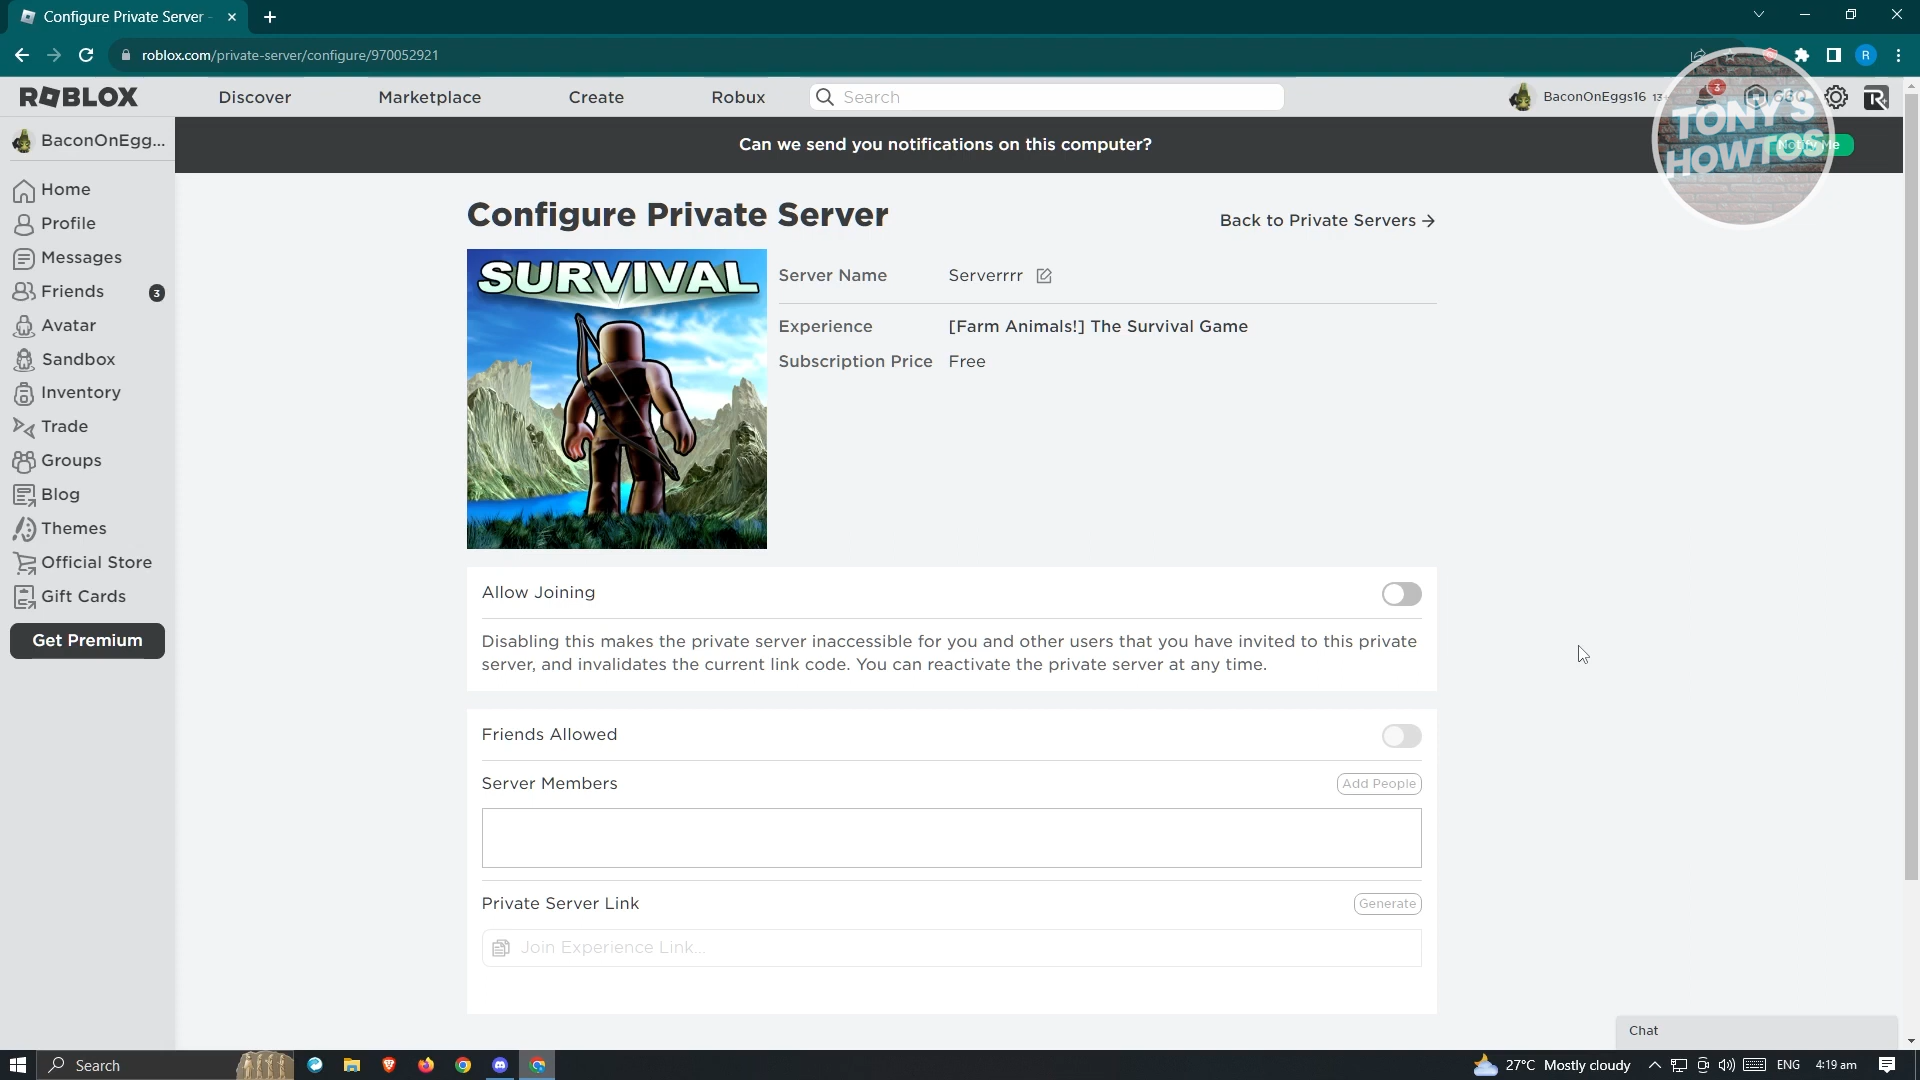 Configure Private Server -
roblox.com/private-server/configure/970052921
R
ROBLOX
Discover
Marketplace
Create
Robux
Search
BaconOnEggs16
3
BaconOnEgg...
Can we send you notifications on this computer?
Notify Me
TONY'S
HOWTOS
Home
Profile
Messages
Friends
3
Avatar
Sandbox
Inventory
Trade
Groups
Blog
Themes
Official Store
Gift Cards
Get Premium
Configure Private Server
Back to Private Servers →
SURVIVAL
Server Name
Serverrrr
Experience
[Farm Animals!] The Survival Game
Subscription Price
Free
Allow Joining
Disabling this makes the private server inaccessible for you and other users that you have invited to this private
server, and invalidates the current link code. You can reactivate the private server at any time.
Friends Allowed
Server Members
Add People
Private Server Link
Generate
Join Experience Link...
Chat
Search
27°C Mostly cloudy
ENG
4:19 am